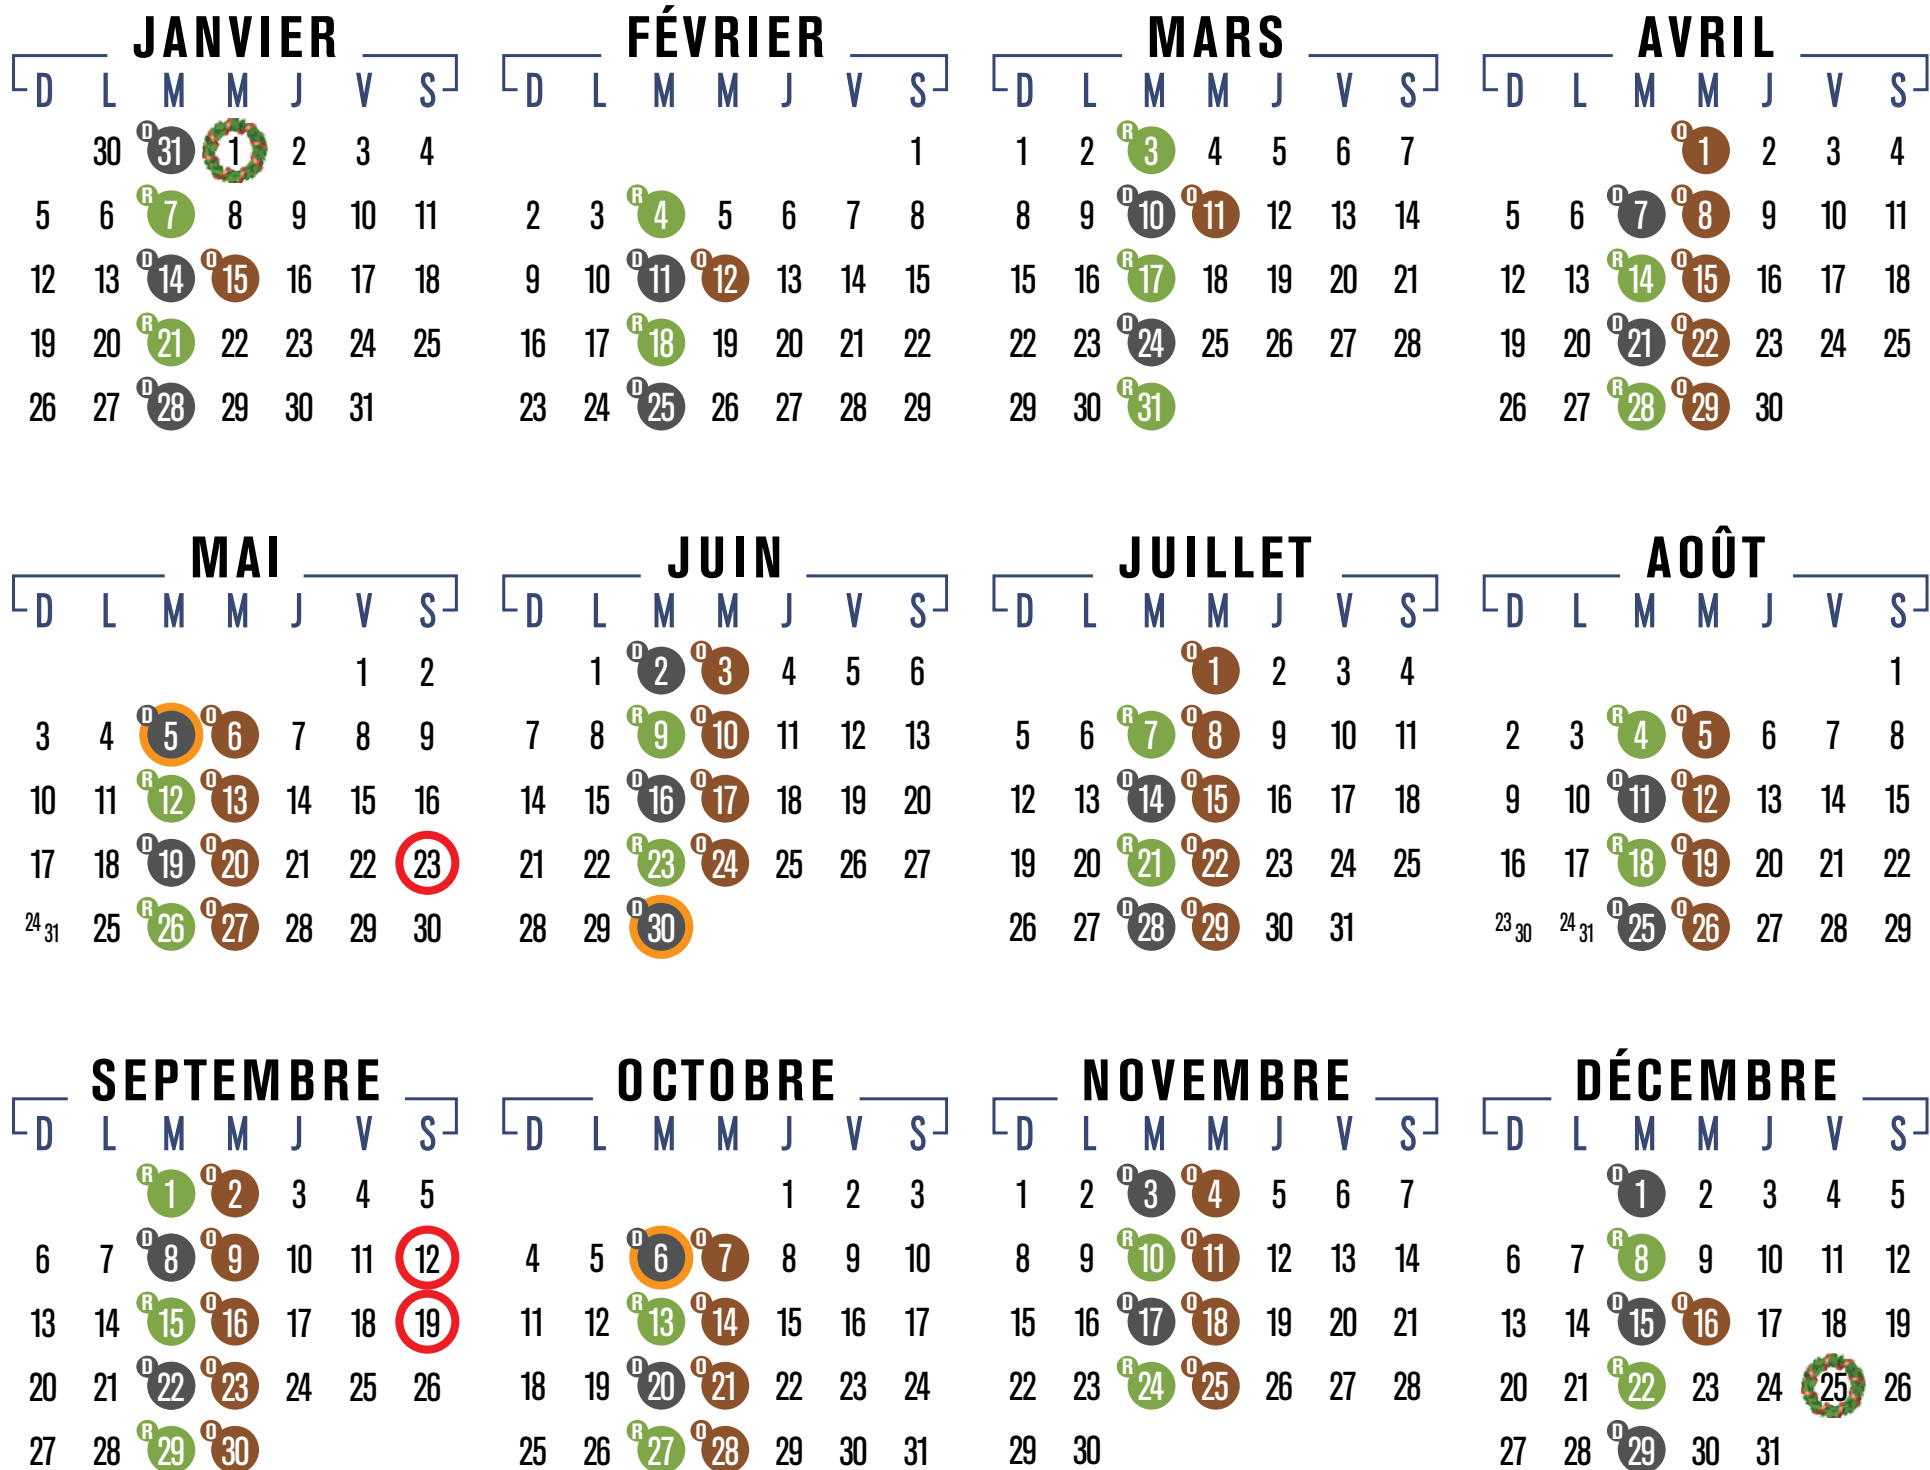 JANVIER FÉVRIER MARS AVRIL
D L M M J V S D L M M J V S D L M M J V S D L M M J V S
30 D 31 1 2 3 4 1 1 2 R 3 4 5 6 7 O 1 2 3 4
5 6 R 7 8 9 10 11 2 3 R 4 5 6 7 8 8 9 D 10 O 11 12 13 14 5 6 D 7 O 8 9 10 11
12 13 D 14 O 15 16 17 18 9 10 D 11 O 12 13 14 15 15 16 R 17 18 19 20 21 12 13 R 14 O 15 16 17 18
19 20 R 21 22 23 24 25 16 17 R 18 19 20 21 22 22 23 D 24 25 26 27 28 19 20 D 21 O 22 23 24 25
26 27 D 28 29 30 31 23 24 D 25 26 27 28 29 29 30 R 31 26 27 R 28 O 29 30
MAI JUIN JUILLET AOÛT
D L M M J V S D L M M J V S D L M M J V S D L M M J V S
1 2 1 D 2 O 3 4 5 6 O 1 2 3 4 1
3 4 D 5 O 6 7 8 9 7 8 R 9 O 10 11 12 13 5 6 R 7 O 8 9 10 11 2 3 R 4 O 5 6 7 8
10 11 R 12 O 13 14 15 16 14 15 D 16 O 17 18 19 20 12 13 D 14 O 15 16 17 18 9 10 D 11 O 12 13 14 15
17 18 D 19 O 20 21 22 23 21 22 R 23 O 24 25 26 27 19 20 R 21 O 22 23 24 25 16 17 R 18 O 19 20 21 22
24 31 25 R 26 O 27 28 29 30 28 29 D 30 26 27 D 28 O 29 30 31 23 30 24 31 D 25 O 26 27 28 29
SEPTEMBRE OCTOBRE NOVEMBRE DÉCEMBRE
D L M M J V S D L M M J V S D L M M J V S D L M M J V S
R 1 O 2 3 4 5 1 2 3 1 2 D 3 O 4 5 6 7 D 1 2 3 4 5
6 7 D 8 O 9 10 11 12 4 5 D 6 O 7 8 9 10 8 9 R 10 O 11 12 13 14 6 7 R 8 9 10 11 12
13 14 R 15 O 16 17 18 19 11 12 R 13 O 14 15 16 17 15 16 D 17 O 18 19 20 21 13 14 D 15 O 16 17 18 19
20 21 D 22 O 23 24 25 26 18 19 D 20 O 21 22 23 24 22 23 R 24 O 25 26 27 28 20 21 R 22 23 24 25 26
27 28 R 29 O 30 25 26 R 27 O 28 29 30 31 29 30 27 28 D 29 30 31